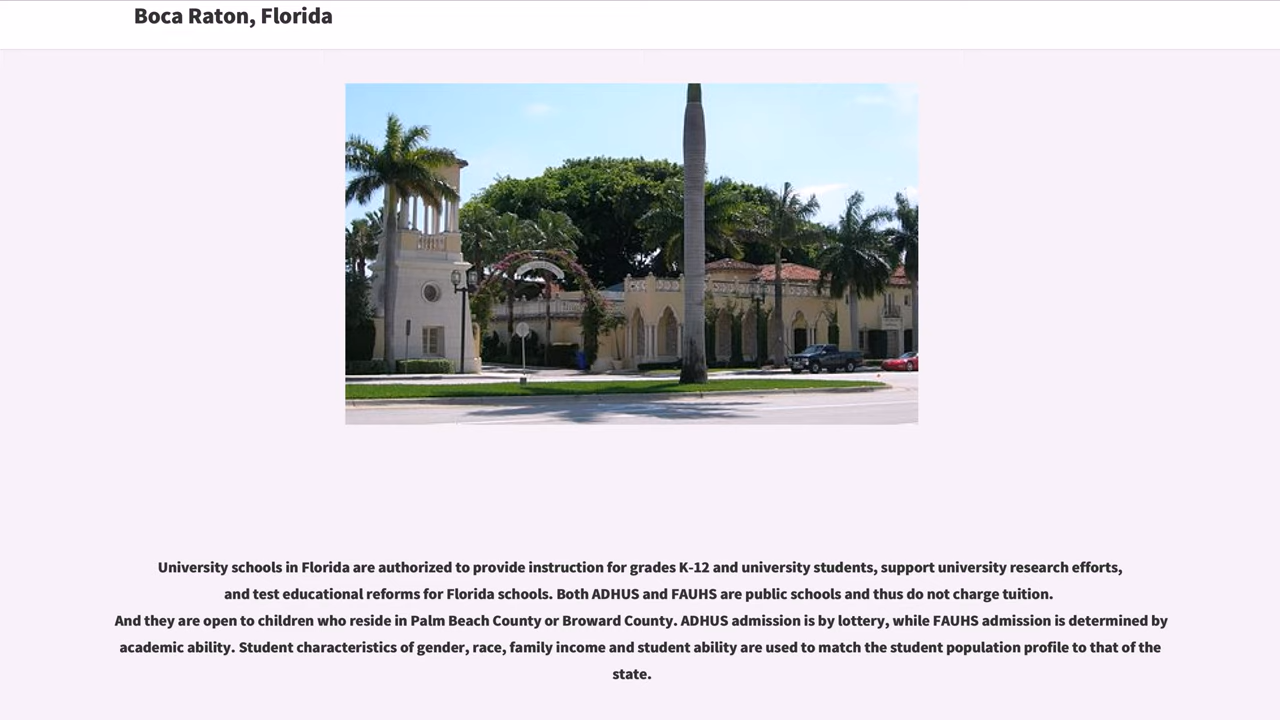 Boca Raton, Florida
University schools in Florida are authorized to provide instruction for grades K-12 and university students, support university research efforts,
and test educational reforms for Florida schools. Both ADHUS and FAUHS are public schools and thus do not charge tuition.
And they are open to children who reside in Palm Beach County or Broward County. ADHUS admission is by lottery, while FAUHS admission is determined by
academic ability. Student characteristics of gender, race, family income and student ability are used to match the student population profile to that of the
state.